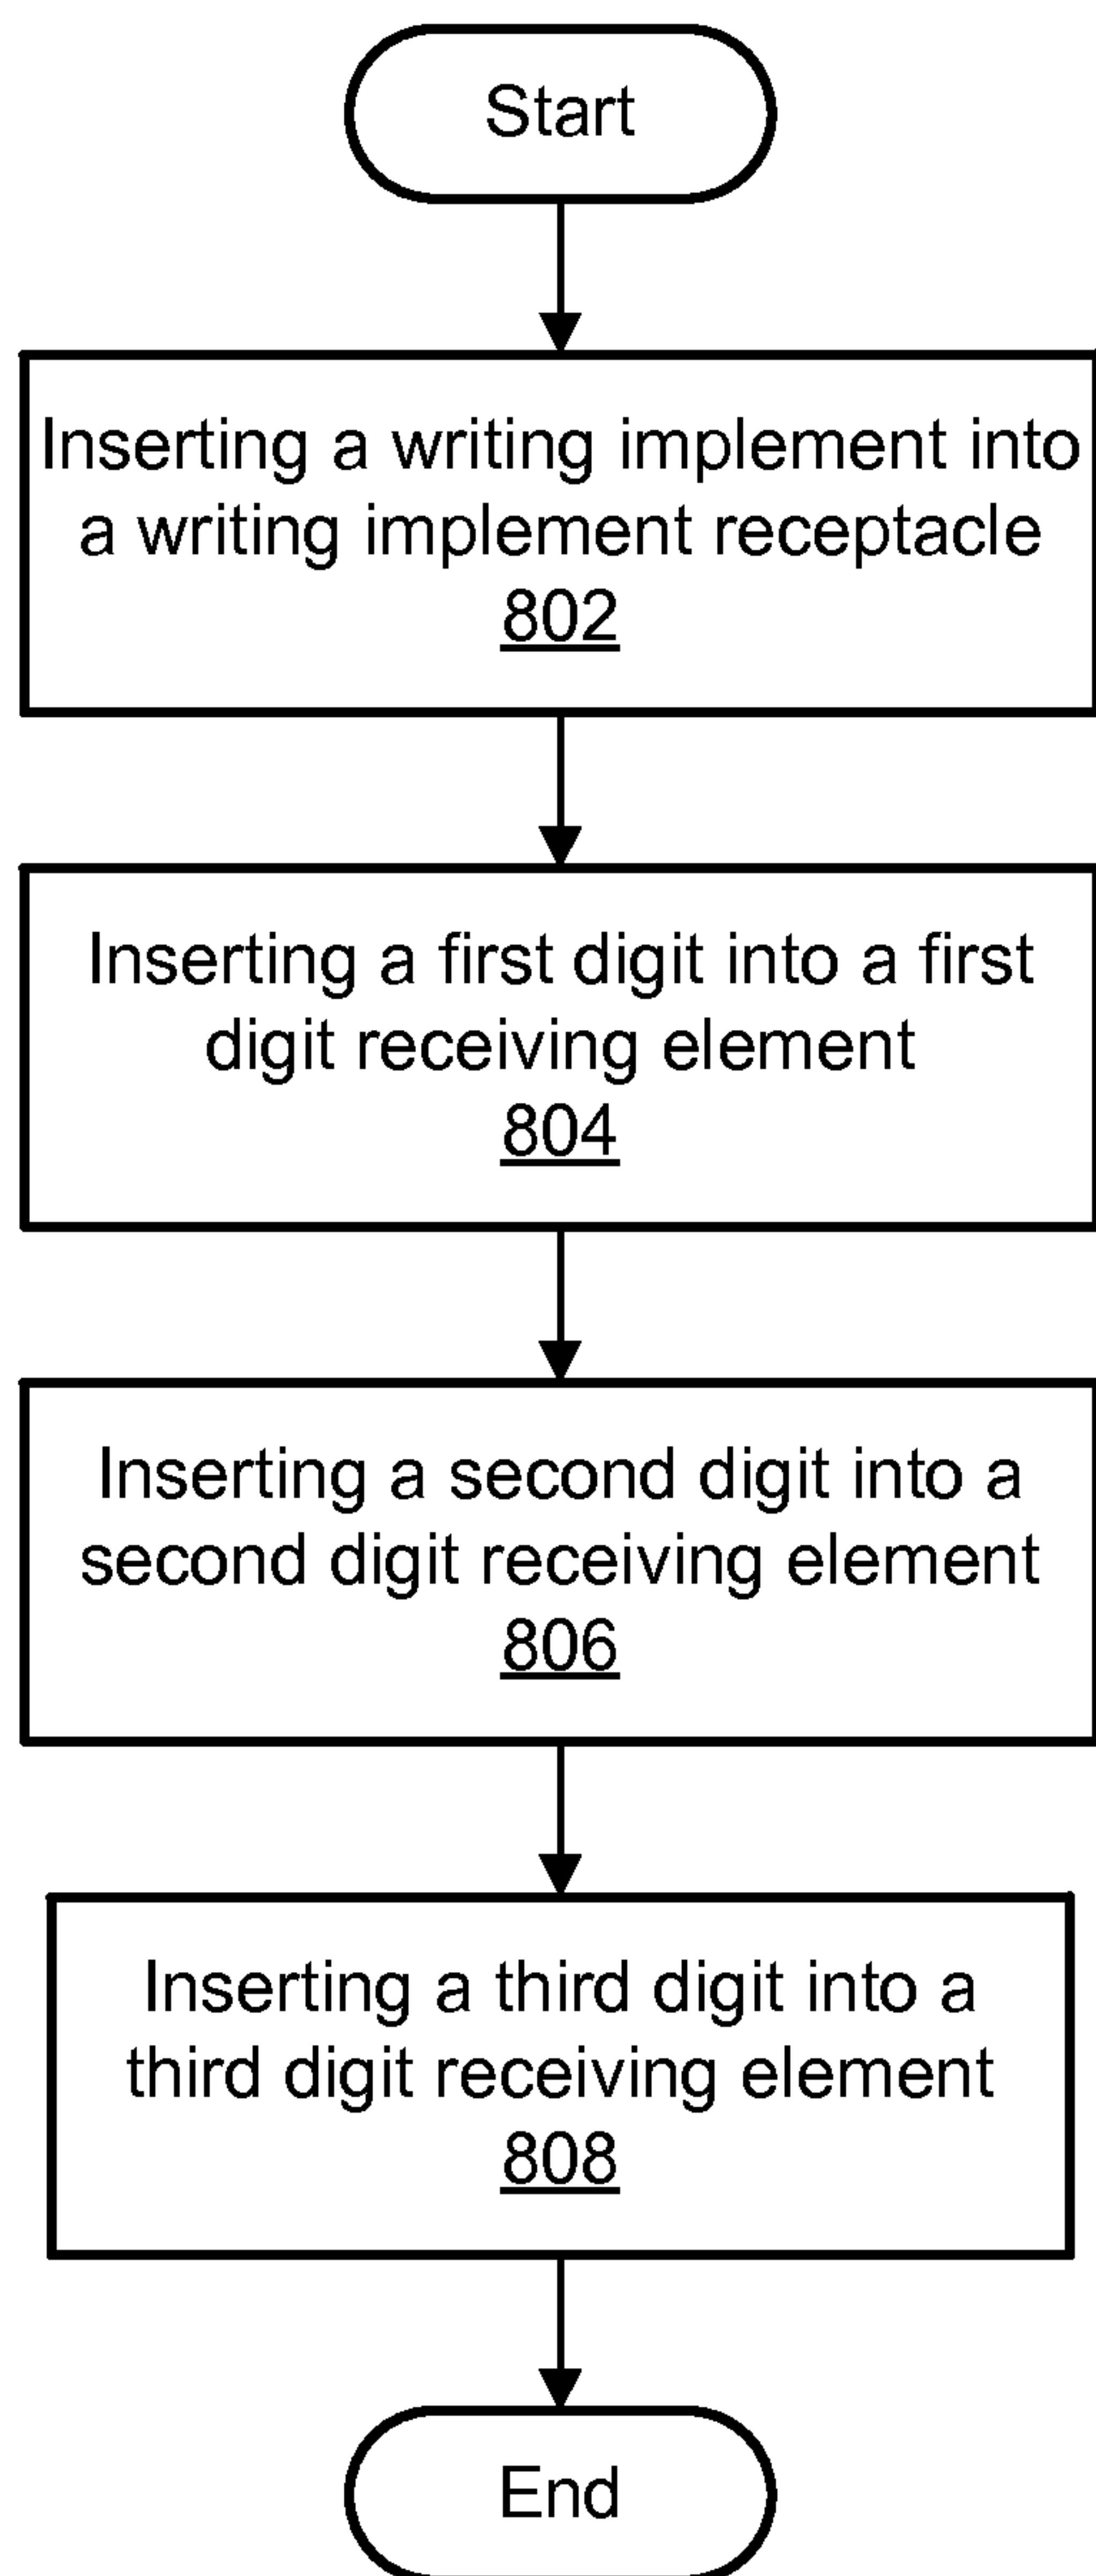 Start
Inserting a writing implement into
a writing implement receptacle
802
Inserting a first digit into a first
digit receiving element
804
Inserting a second digit into a
second digit receiving element
806
Inserting a third digit into a
third digit receiving element
808
End